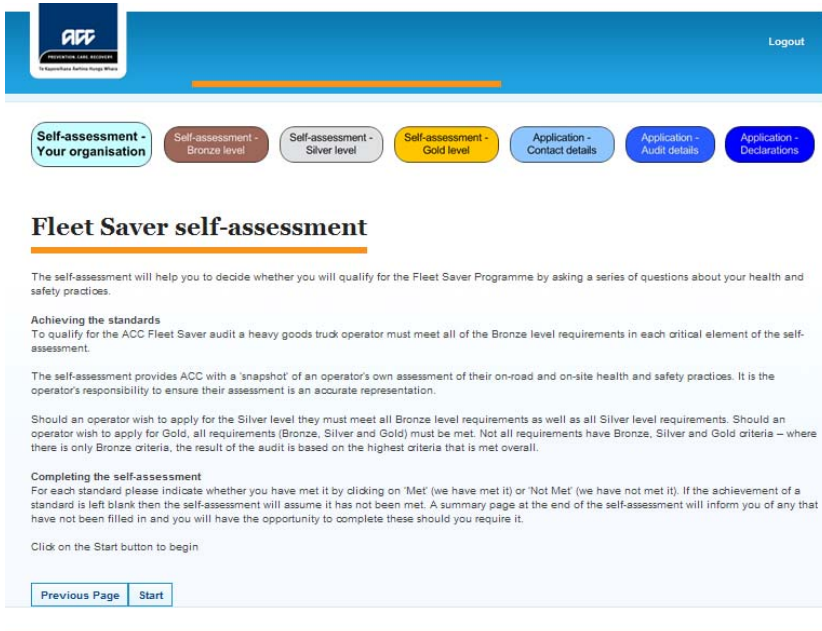 ACC
PREVENTION. CARE. RECOVERY.
Te Kaporeihana Āwhina Hunga Whara
Logout
Self-assessment -
Your organisation
Self-assessment -
Bronze level
Self-assessment -
Silver level
Self-assessment -
Gold level
Application -
Contact details
Application -
Audit details
Application -
Declarations
Fleet Saver self-assessment
The self-assessment will help you to decide whether you will qualify for the Fleet Saver Programme by asking a series of questions about your health and
safety practices.
Achieving the standards
To qualify for the ACC Fleet Saver audit a heavy goods truck operator must meet all of the Bronze level requirements in each critical element of the self-
assessment.
The self-assessment provides ACC with a 'snapshot' of an operator's own assessment of their on-road and on-site health and safety practices. It is the
operator's responsibility to ensure their assessment is an accurate representation.
Should an operator wish to apply for the Silver level they must meet all Bronze level requirements as well as all Silver level requirements. Should an
operator wish to apply for Gold, all requirements (Bronze, Silver and Gold) must be met. Not all requirements have Bronze, Silver and Gold criteria – where
there is only Bronze criteria, the result of the audit is based on the highest criteria that is met overall.
Completing the self-assessment
For each standard please indicate whether you have met it by clicking on 'Met' (we have met it) or 'Not Met' (we have not met it). If the achievement of a
standard is left blank then the self-assessment will assume it has not been met. A summary page at the end of the self-assessment will inform you of any that
have not been filled in and you will have the opportunity to complete these should you require it.
Click on the Start button to begin
Previous Page
Start